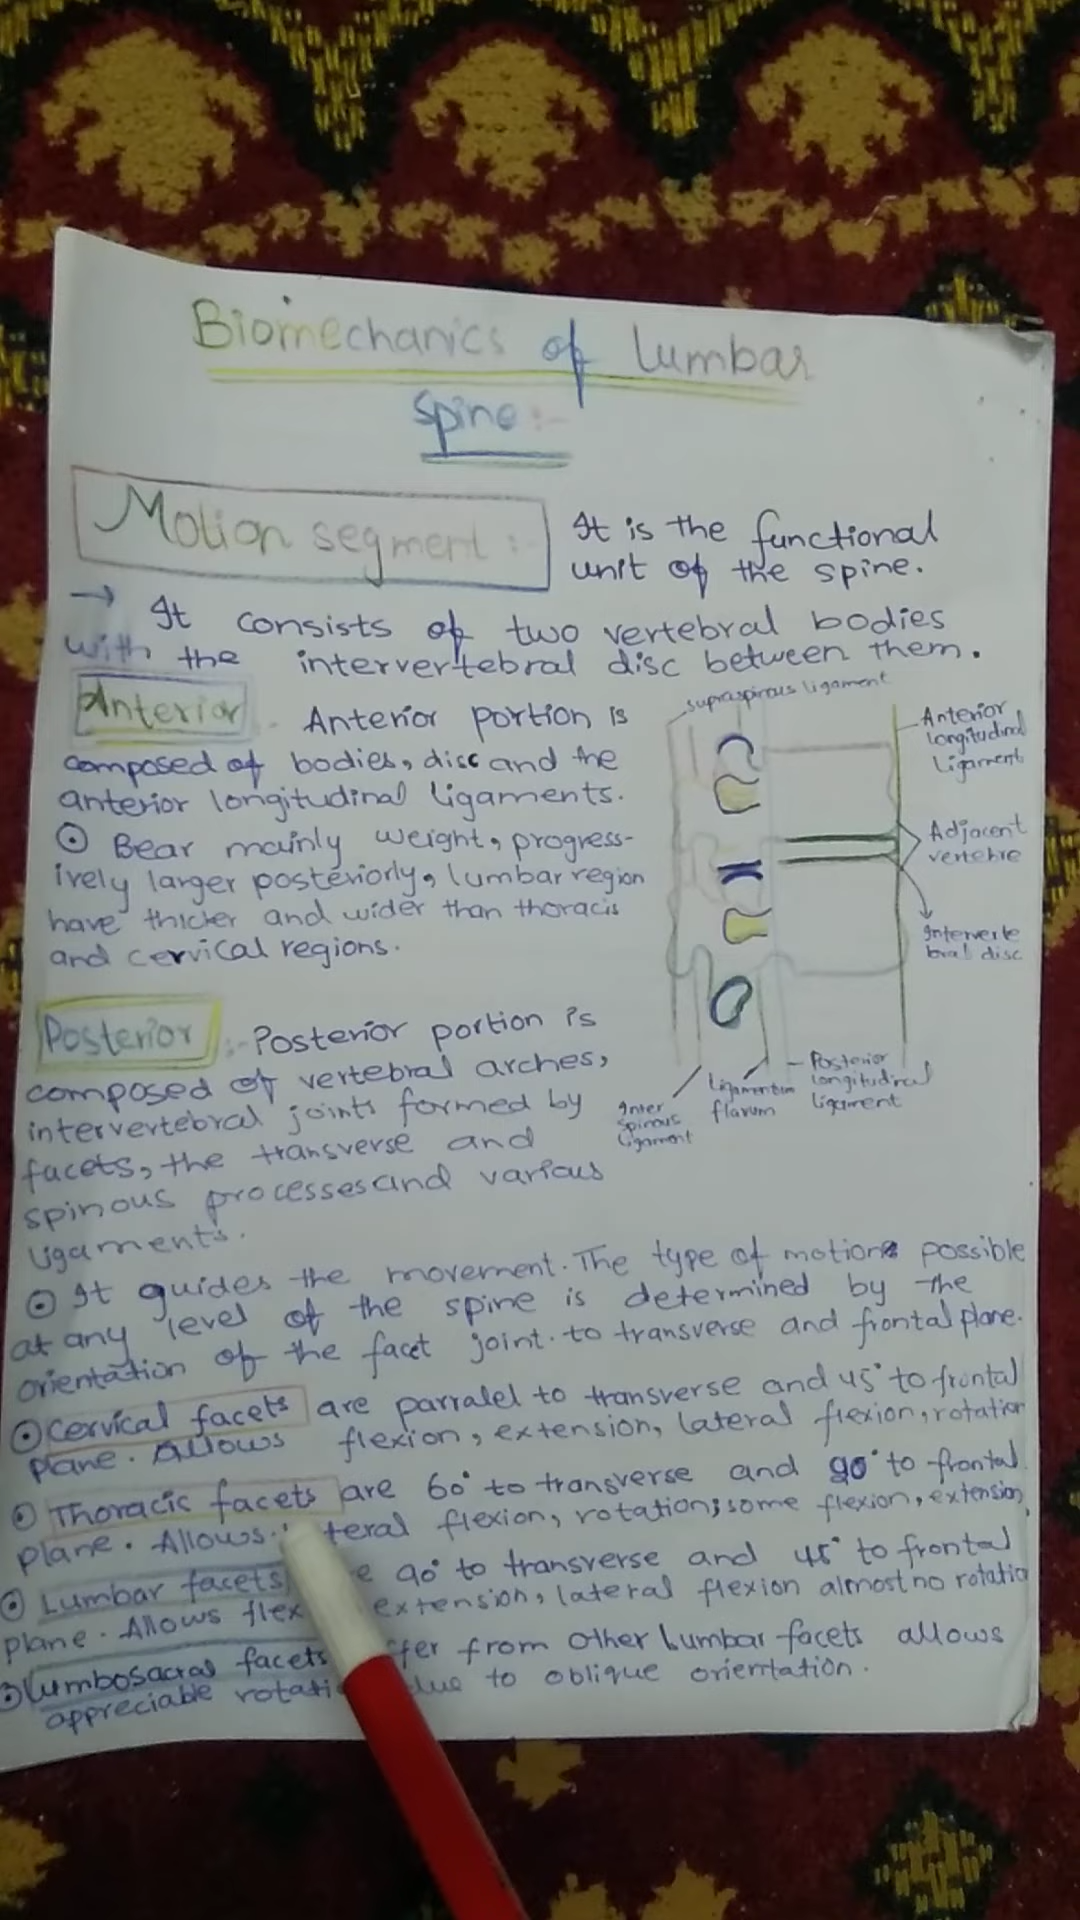 Biomechanics of Lumbar
Spine :-
Motion segment :-
It is the functional
unit of the spine.
→ It consists of two vertebral bodies
with the intervertebral disc between them.
Anterior
Anterior portion is
composed of bodies, disc and the
anterior longitudinal ligaments.
⊙ Bear mainly weight, progress-
ively larger posteriorly, lumbar region
have thicker and wider than thoracis
and cervical regions.
supraspinous ligament
Anterior
longitudinal
Ligament
Adjacent
vertebre
Interverte
bral disc
Posterior
longitudinal
ligament
Ligamentum
flavum
Inter
spinous
ligament
Posterior :- Posterior portion is
composed of vertebral arches,
intervertebral joints formed by
facets, the transverse and
spinous processes and various
ligaments.
⊙ It guides the movement. The type of motion possible
at any level of the spine is determined by the
orientation of the facet joint. to transverse and frontal plane.
⊙ Cervical facets are parralel to transverse and 45° to frontal
plane. Allows flexion, extension, lateral flexion, rotation
⊙ Thoracic facets are 60° to transverse and 90° to frontal
plane. Allows teral flexion, rotation, some flexion, extension,
⊙ Lumbar facets e 90° to transverse and 45° to frontal
plane. Allows flex extension, lateral flexion almost no rotatio
⊙ lumbosacral facets ffer from other Lumbar facets allows
appreciable rotati due to oblique orientation.